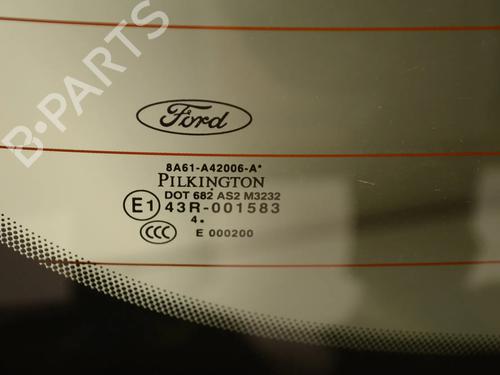 B-PARTS
Ford
8A61-A42006-A*
PILKINGTON
DOT 682 AS2 M3232
E1 43R-001583
4.
CCC E 000200